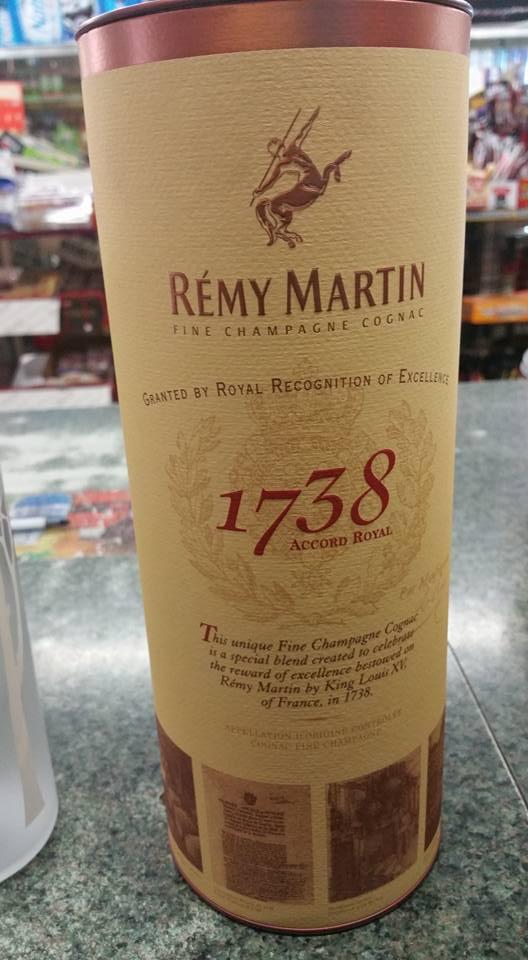 RÉMY MARTIN
FINE CHAMPAGNE COGNAC
GRANTED BY ROYAL RECOGNITION OF EXCELLENCE
1738
ACCORD ROYAL
This unique Fine Champagne Cognac
is a special blend created to celebrate
the reward of excellence bestowed on
Rémy Martin by King Louis XV,
of France, in 1738.
APPELLATION D'ORIGINE CONTRÔLÉE
COGNAC FINE CHAMPAGNE